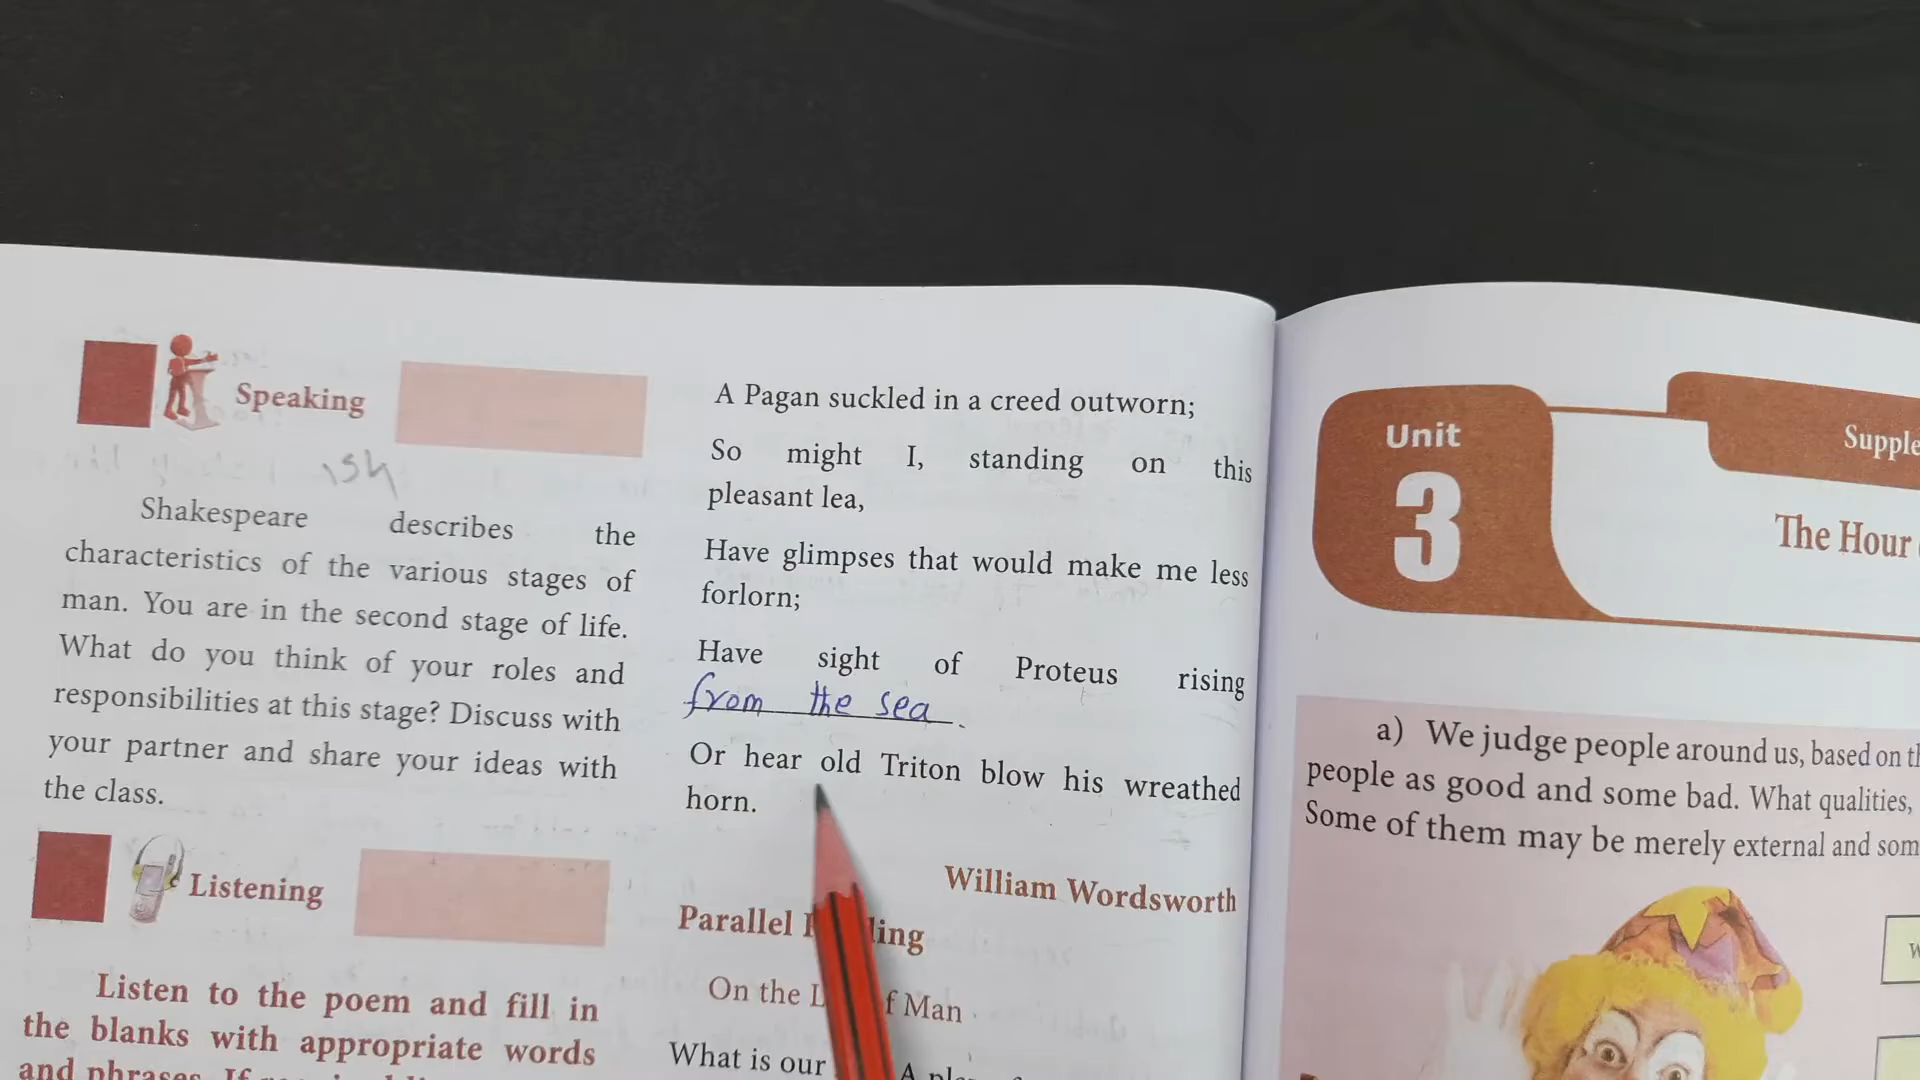 Speaking
Shakespeare describes the
characteristics of the various stages of
man. You are in the second stage of life.
What do you think of your roles and
responsibilities at this stage? Discuss with
your partner and share your ideas with
the class.
Listening
Listen to the poem and fill in
the blanks with appropriate words
and phrases. If
A Pagan suckled in a creed outworn;
So might I, standing on this
pleasant lea,
Have glimpses that would make me less
forlorn;
Have sight of Proteus rising
from the sea.
Or hear old Triton blow his wreathed
horn.
William Wordsworth
Parallel
On the Man
What is our
Unit
3
The Hour
a) We judge people around us, based on
people as good and some bad. What qualities,
Some of them may be merely external and